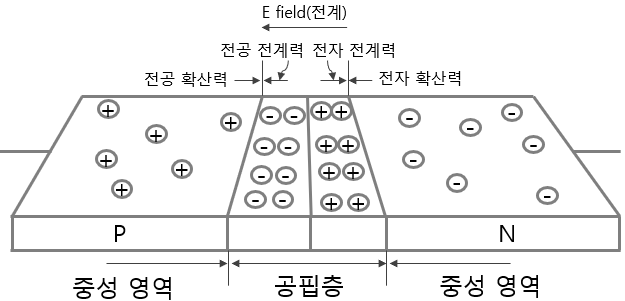 E field(전계)
전공 전계력 전자 전계력
전공 확산력 전자 확산력
+ + + + + +
- - - - - - - -
+ + + + + + + +
- - - - - - -
P N
중성 영역 공핍층 중성 영역